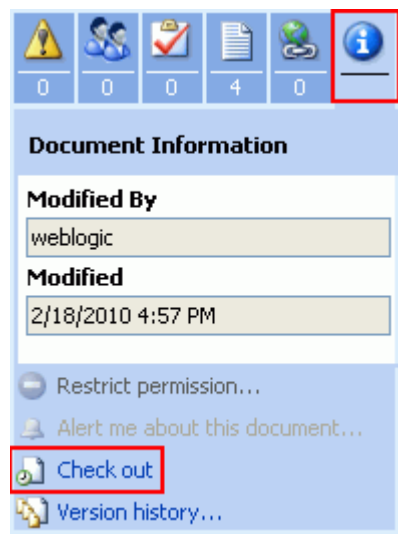 0 0 0 4 0
Document Information
Modified By
weblogic
Modified
2/18/2010 4:57 PM
Restrict permission...
Alert me about this document...
Check out
Version history...